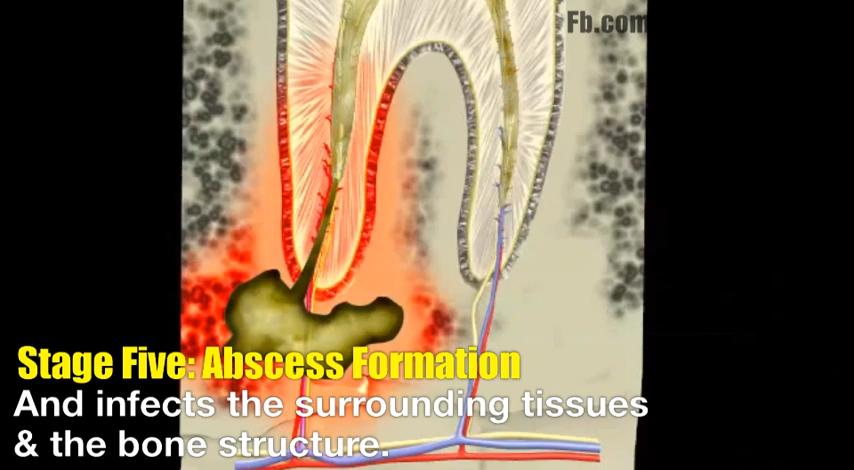 Fb.com
Stage Five: Abscess Formation
And infects the surrounding tissues
& the bone structure.